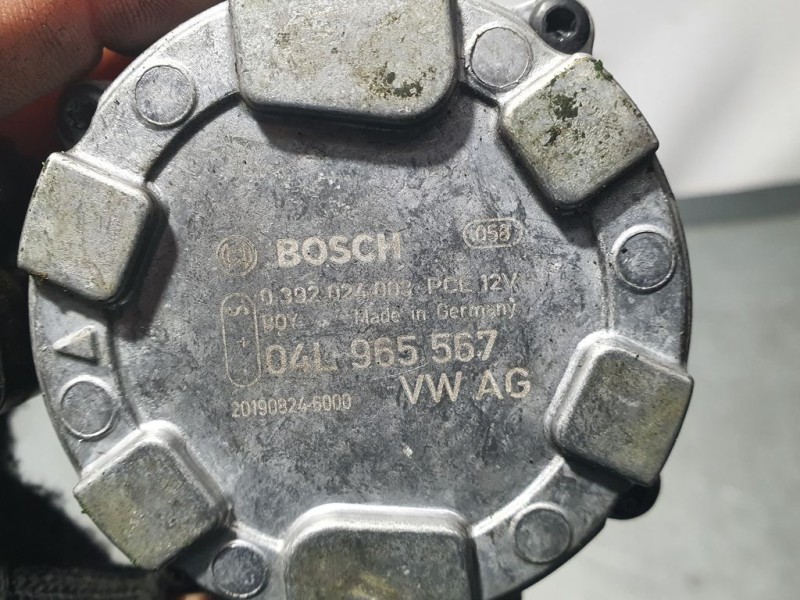 BOSCH
058
0 392 024 003 PCE 12V
S + -
Made in Germany
04L 965 567
VW AG
20190824-6000